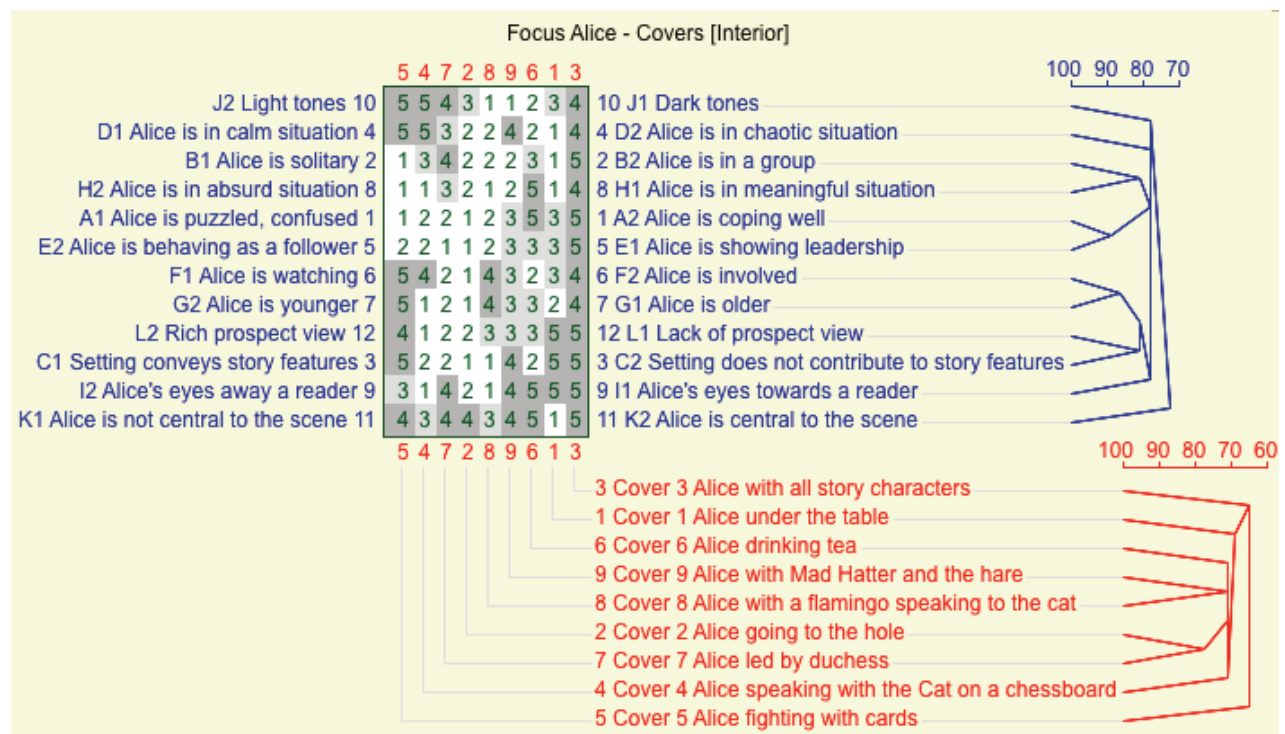 Focus Alice - Covers [Interior]
5 4 7 2 8 9 6 1 3
100 90 80 70
J2 Light tones 10 5 5 4 3 1 1 2 3 4 10 J1 Dark tones
D1 Alice is in calm situation 4 5 5 3 2 2 4 2 1 4 4 D2 Alice is in chaotic situation
B1 Alice is solitary 2 1 3 4 2 2 2 3 1 5 2 B2 Alice is in a group
H2 Alice is in absurd situation 8 1 1 3 2 1 2 5 1 4 8 H1 Alice is in meaningful situation
A1 Alice is puzzled, confused 1 1 2 2 1 2 3 5 3 5 1 A2 Alice is coping well
E2 Alice is behaving as a follower 5 2 2 1 1 2 3 3 3 5 5 E1 Alice is showing leadership
F1 Alice is watching 6 5 4 2 1 4 3 2 3 4 6 F2 Alice is involved
G2 Alice is younger 7 5 1 2 1 4 3 3 2 4 7 G1 Alice is older
L2 Rich prospect view 12 4 1 2 2 3 3 3 5 5 12 L1 Lack of prospect view
C1 Setting conveys story features 3 5 2 2 1 1 4 2 5 5 3 C2 Setting does not contribute to story features
I2 Alice's eyes away a reader 9 3 1 4 2 1 4 5 5 5 9 I1 Alice's eyes towards a reader
K1 Alice is not central to the scene 11 4 3 4 4 3 4 5 1 5 11 K2 Alice is central to the scene
5 4 7 2 8 9 6 1 3
100 90 80 70 60
3 Cover 3 Alice with all story characters
1 Cover 1 Alice under the table
6 Cover 6 Alice drinking tea
9 Cover 9 Alice with Mad Hatter and the hare
8 Cover 8 Alice with a flamingo speaking to the cat
2 Cover 2 Alice going to the hole
7 Cover 7 Alice led by duchess
4 Cover 4 Alice speaking with the Cat on a chessboard
5 Cover 5 Alice fighting with cards